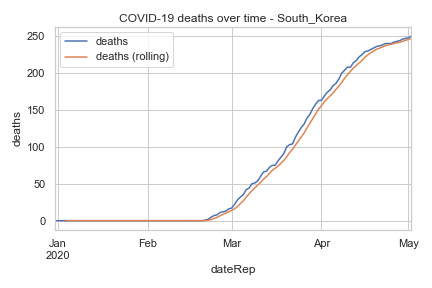 COVID-19 deaths over time - South_Korea
deaths
deaths (rolling)
250
200
150
100
50
0
deaths
Jan Feb Mar Apr May
2020
dateRep